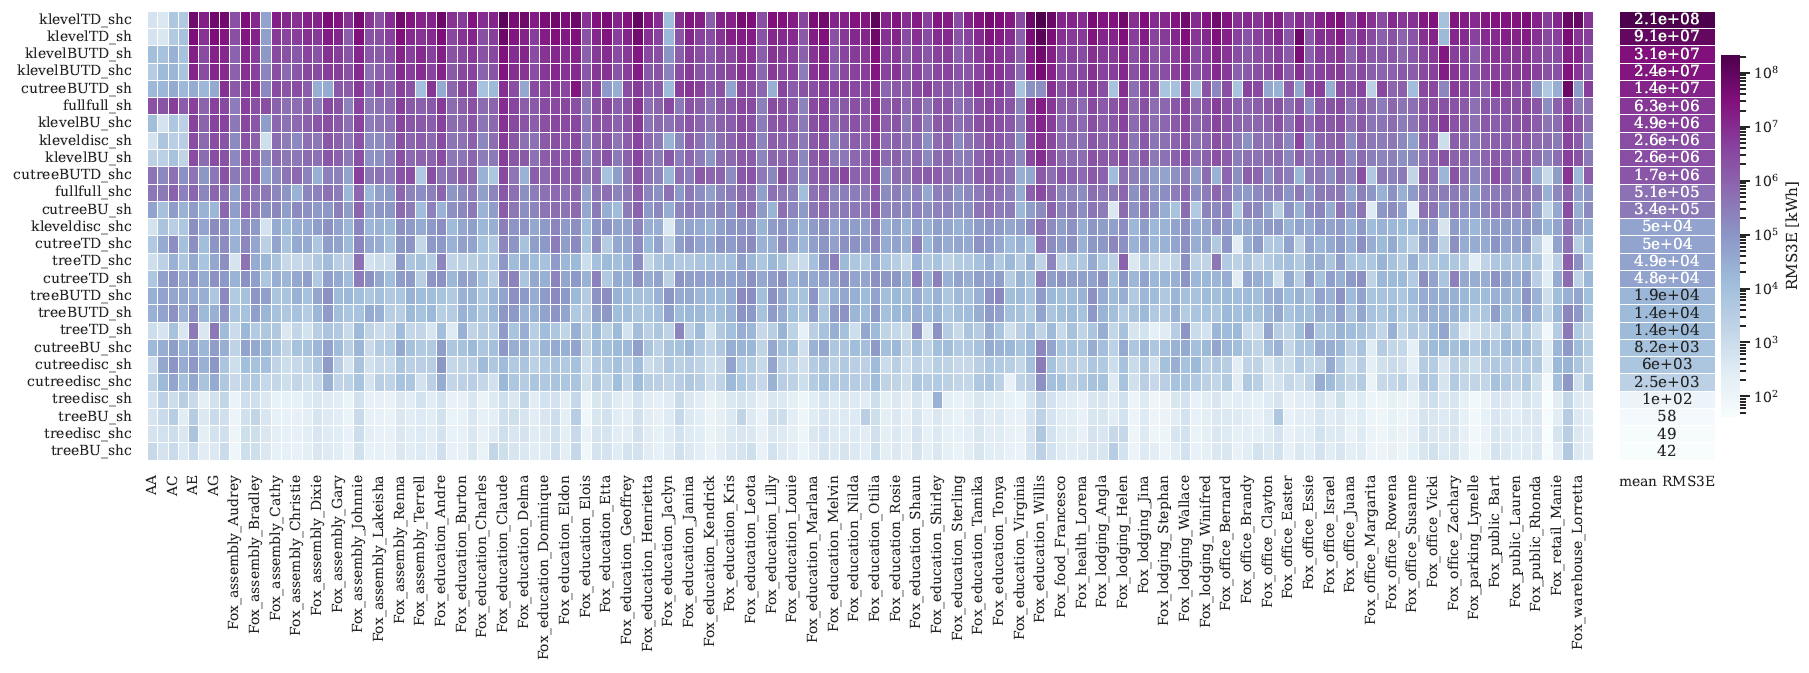 klevelTD_shc 2.1e+08
klevelTD_sh 9.1e+07
klevelBUTD_sh 3.1e+07
klevelBUTD_shc 2.4e+07
cutreeBUTD_sh 1.4e+07
fullfull_sh 6.3e+06
klevelBU_shc 4.9e+06
kleveldisc_sh 2.6e+06
klevelBU_sh 2.6e+06
cutreeBUTD_shc 1.7e+06
fullfull_shc 5.1e+05
cutreeBU_sh 3.4e+05
kleveldisc_shc 5e+04
cutreeTD_shc 5e+04
treeTD_shc 4.9e+04
cutreeTD_sh 4.8e+04
treeBUTD_shc 1.9e+04
treeBUTD_sh 1.4e+04
treeTD_sh 1.4e+04
cutreeBU_shc 8.2e+03
cutreedisc_sh 6e+03
cutreedisc_shc 2.5e+03
treedisc_sh 1e+02
treeBU_sh 58
treedisc_shc 49
treeBU_shc 42
AA
AC
AE
AG
Fox_assembly_Audrey
Fox_assembly_Bradley
Fox_assembly_Cathy
Fox_assembly_Christie
Fox_assembly_Dixie
Fox_assembly_Gary
Fox_assembly_Johnnie
Fox_assembly_Lakeisha
Fox_assembly_Renna
Fox_assembly_Terrell
Fox_education_Andre
Fox_education_Burton
Fox_education_Charles
Fox_education_Claude
Fox_education_Delma
Fox_education_Dominique
Fox_education_Eldon
Fox_education_Elois
Fox_education_Etta
Fox_education_Geoffrey
Fox_education_Henrietta
Fox_education_Jaclyn
Fox_education_Janina
Fox_education_Kendrick
Fox_education_Kris
Fox_education_Leota
Fox_education_Lilly
Fox_education_Louie
Fox_education_Marlana
Fox_education_Melvin
Fox_education_Nilda
Fox_education_Otilia
Fox_education_Rosie
Fox_education_Shaun
Fox_education_Shirley
Fox_education_Sterling
Fox_education_Tamika
Fox_education_Tonya
Fox_education_Virginia
Fox_education_Willis
Fox_food_Francesco
Fox_health_Lorena
Fox_lodging_Angla
Fox_lodging_Helen
Fox_lodging_Jina
Fox_lodging_Stephan
Fox_lodging_Wallace
Fox_lodging_Winifred
Fox_office_Bernard
Fox_office_Brandy
Fox_office_Clayton
Fox_office_Easter
Fox_office_Essie
Fox_office_Israel
Fox_office_Juana
Fox_office_Margarita
Fox_office_Rowena
Fox_office_Susanne
Fox_office_Vicki
Fox_office_Zachary
Fox_parking_Lynelle
Fox_public_Bart
Fox_public_Lauren
Fox_public_Rhonda
Fox_retail_Manie
Fox_warehouse_Lorretta
mean RMS3E
10⁸
10⁷
10⁶
10⁵
10⁴
10³
10²
RMS3E [kWh]